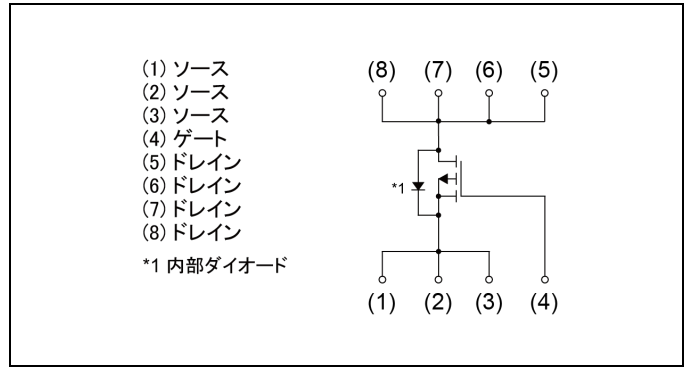 (1) ソース
(2) ソース
(3) ソース
(4) ゲート
(5) ドレイン
(6) ドレイン
(7) ドレイン
(8) ドレイン
*1 内部ダイオード
(8) (7) (6) (5)
*1
(1) (2) (3) (4)